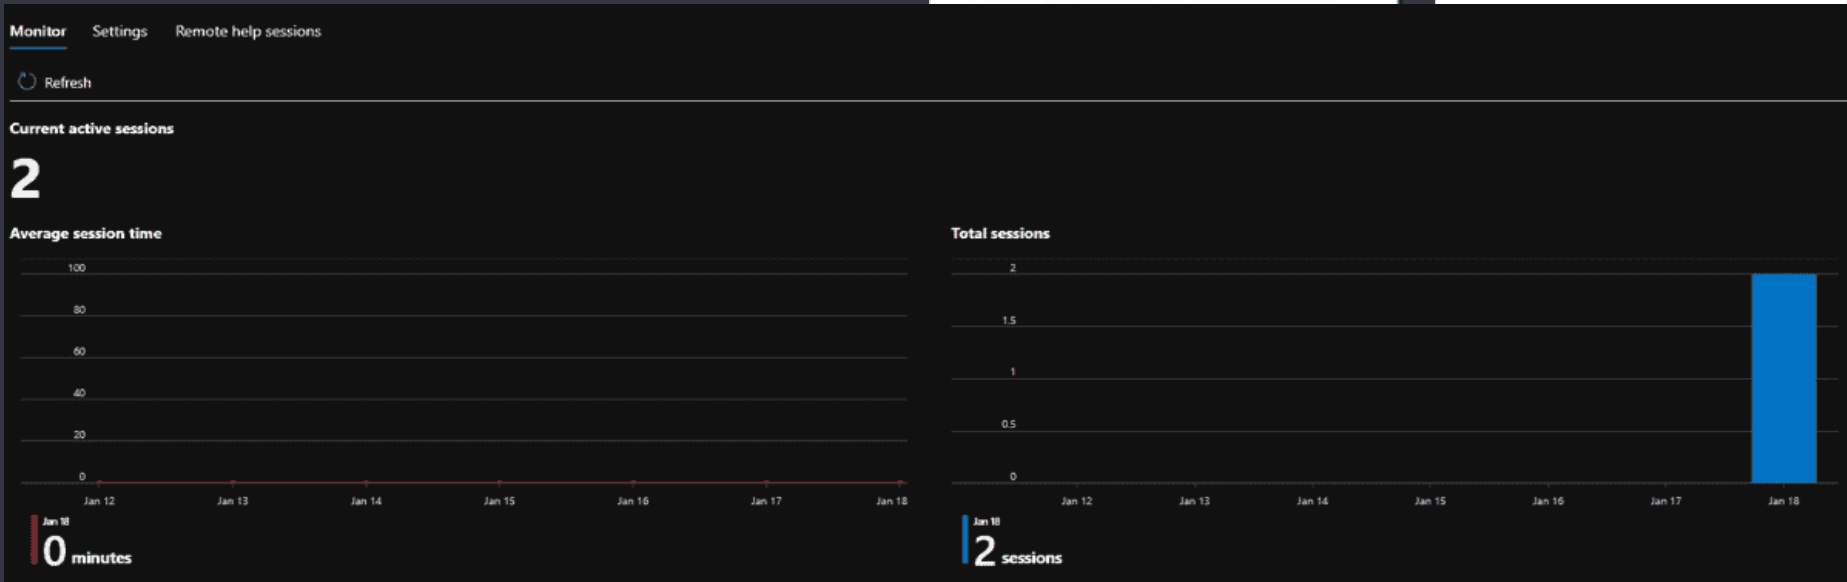 Monitor Settings Remote help sessions
Refresh
Current active sessions
2
Average session time
100
80
60
40
20
0
Jan 12 Jan 13 Jan 14 Jan 15 Jan 16 Jan 17 Jan 18
Jan 18
0 minutes
Total sessions
2
1.5
1
0.5
0
Jan 12 Jan 13 Jan 14 Jan 15 Jan 16 Jan 17 Jan 18
Jan 18
2 sessions